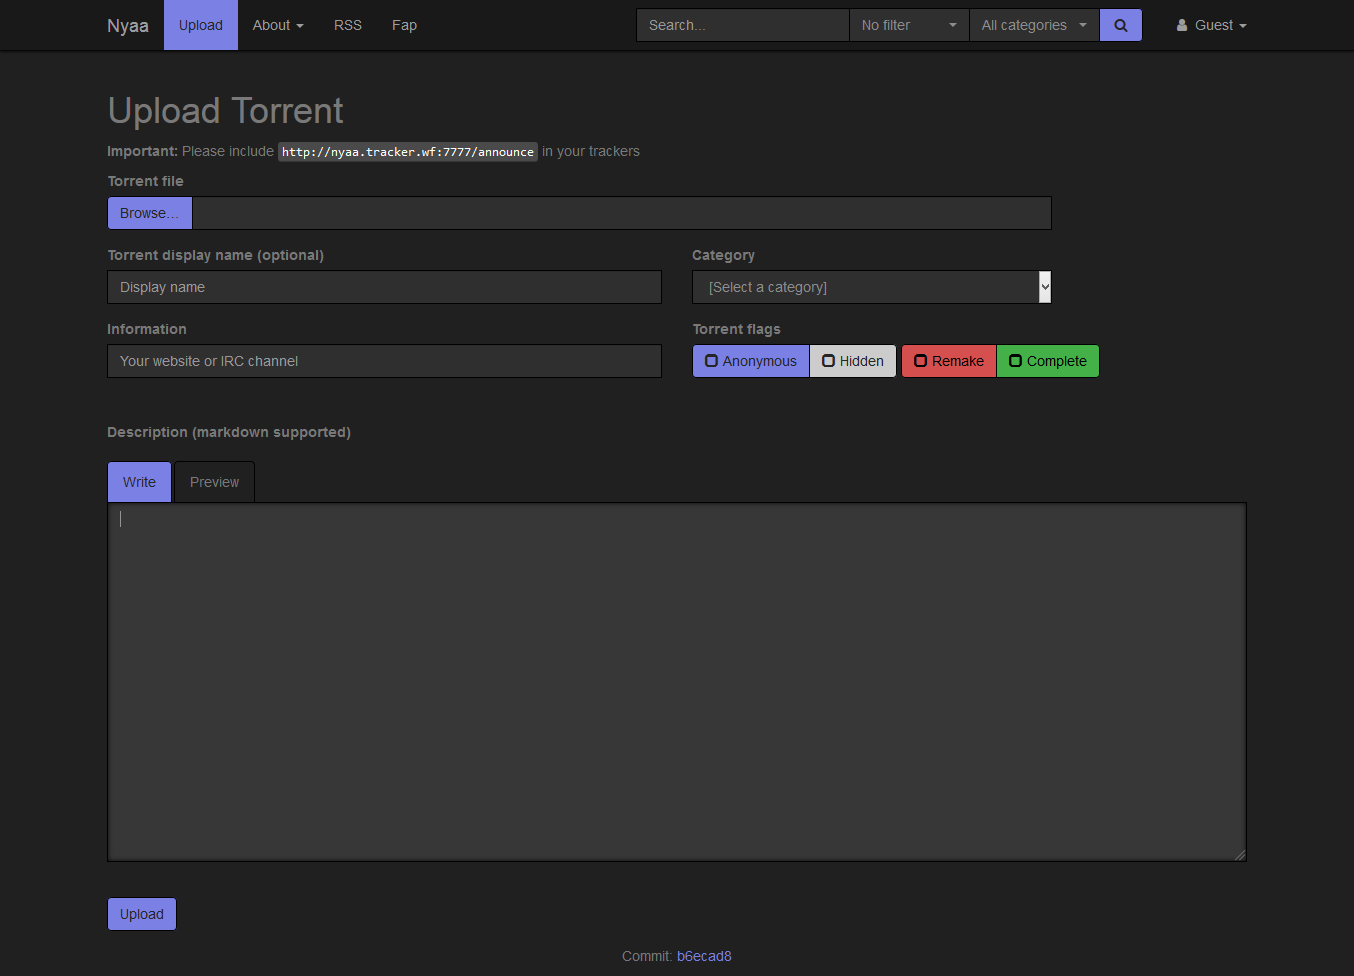 Nyaa Upload About RSS Fap Search... No filter All categories Guest
Upload Torrent
Important: Please include http://nyaa.tracker.wf:7777/announce in your trackers
Torrent file
Browse...
Torrent display name (optional) Category
Display name [Select a category]
Information Torrent flags
Your website or IRC channel Anonymous Hidden Remake Complete
Description (markdown supported)
Write Preview
Upload
Commit: b6ecad8